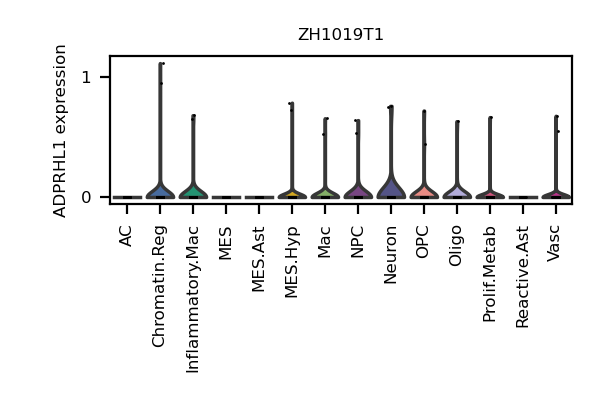 ZH1019T1
ADPRHL1 expression
1
0
AC
Chromatin.Reg
Inflammatory.Mac
MES
MES.Ast
MES.Hyp
Mac
NPC
Neuron
OPC
Oligo
Prolif.Metab
Reactive.Ast
Vasc